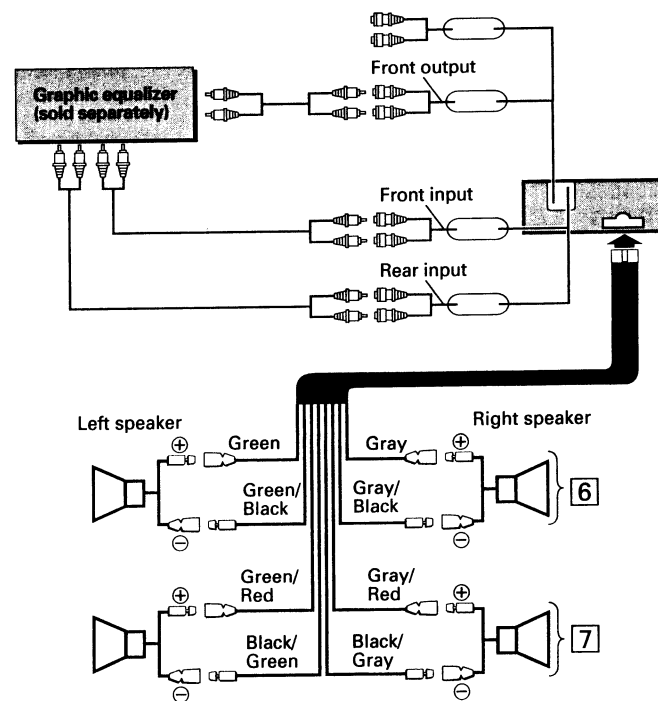 Front output
Graphic equalizer
(sold separately)
Front input
Rear input
Left speaker
Right speaker
⊕
Green
Gray
⊕
Green/
Black
Gray/
Black
6
⊖
⊖
⊕
Green/
Red
Gray/
Red
⊕
Black/
Green
Black/
Gray
7
⊖
⊖